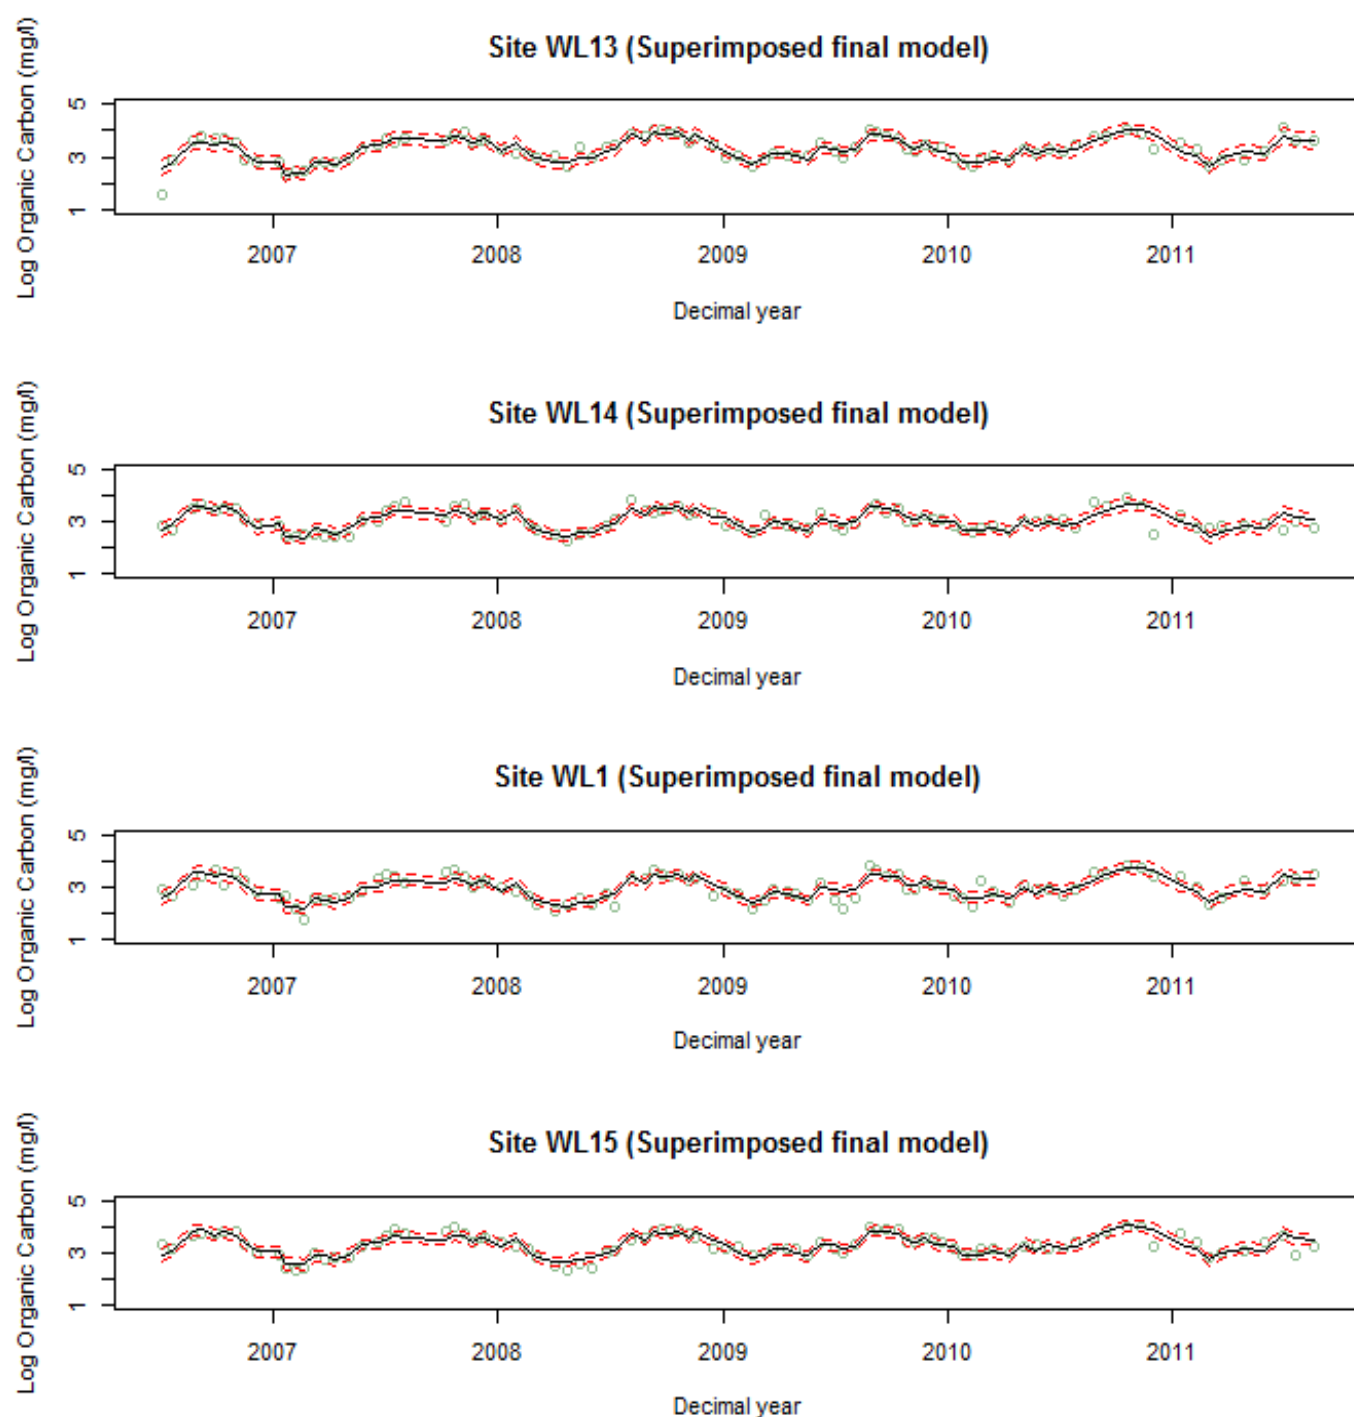 Site WL13 (Superimposed final model)
Log Organic Carbon (mg/l)
5
3
1
2007 2008 2009 2010 2011
Decimal year
Site WL14 (Superimposed final model)
Log Organic Carbon (mg/l)
5
3
1
2007 2008 2009 2010 2011
Decimal year
Site WL1 (Superimposed final model)
Log Organic Carbon (mg/l)
5
3
1
2007 2008 2009 2010 2011
Decimal year
Site WL15 (Superimposed final model)
Log Organic Carbon (mg/l)
5
3
1
2007 2008 2009 2010 2011
Decimal year